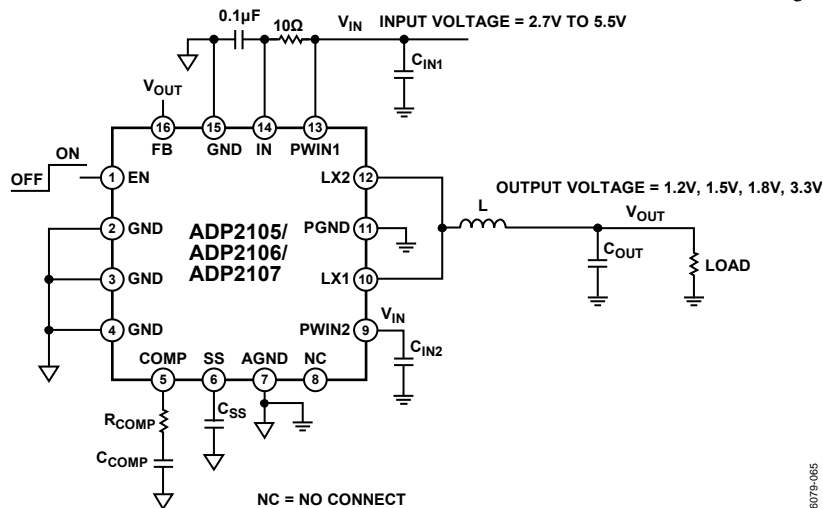 g
0.1μF
10Ω
VIN
INPUT VOLTAGE = 2.7V TO 5.5V
CIN1
VOUT
16 15 14 13
FB GND IN PWIN1
ON
OFF
1 EN
LX2 12
OUTPUT VOLTAGE = 1.2V, 1.5V, 1.8V, 3.3V
L
VOUT
2 GND
ADP2105/
ADP2106/
ADP2107
PGND 11
COUT
LOAD
3 GND
LX1 10
4 GND
VIN
PWIN2 9
CIN2
COMP SS AGND NC
5 6 7 8
RCOMP
CSS
CCOMP
NC = NO CONNECT
6079-065